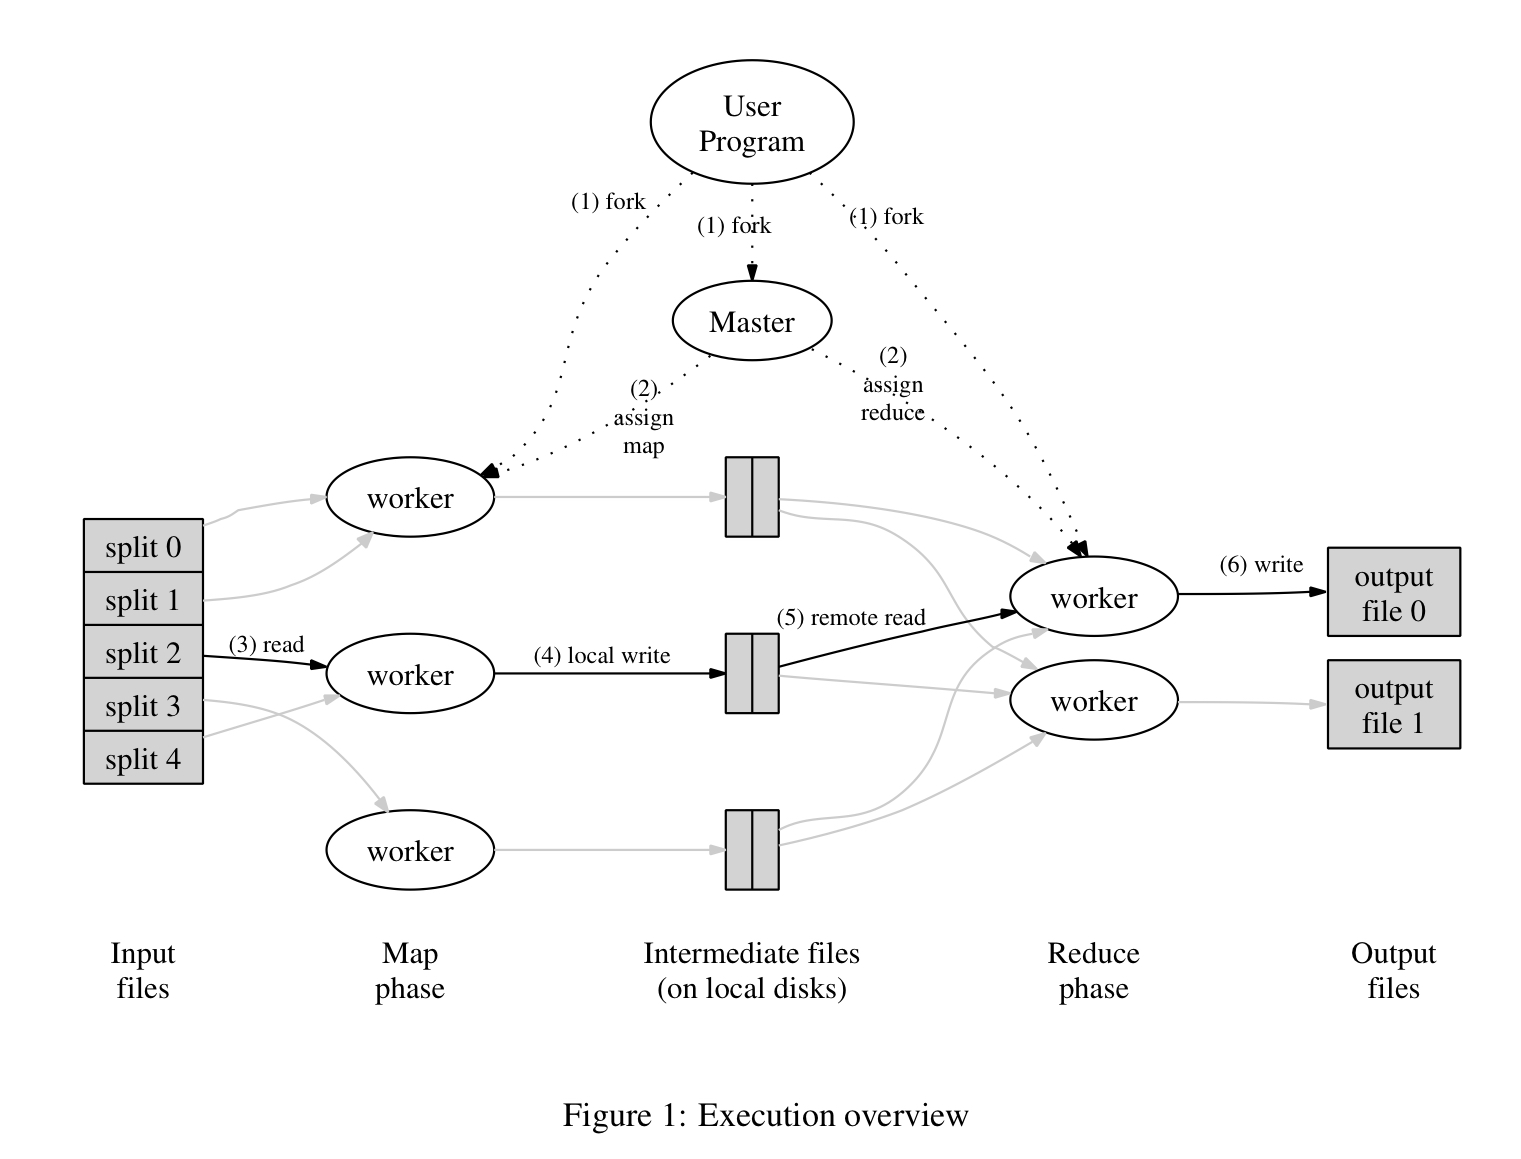 User
Program
(1) fork
(1) fork
(1) fork
Master
(2)
assign
map
(2)
assign
reduce
worker
split 0
split 1
split 2
split 3
split 4
(3) read
worker
(4) local write
worker
(5) remote read
worker
worker
(6) write
output
file 0
output
file 1
Input
files
Map
phase
Intermediate files
(on local disks)
Reduce
phase
Output
files
Figure 1: Execution overview